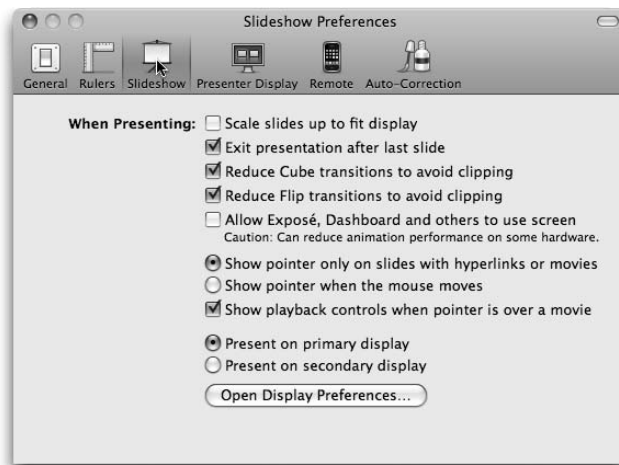 Slideshow Preferences
General Rulers Slideshow Presenter Display Remote Auto-Correction
When Presenting: Scale slides up to fit display
Exit presentation after last slide
Reduce Cube transitions to avoid clipping
Reduce Flip transitions to avoid clipping
Allow Exposé, Dashboard and others to use screen
Caution: Can reduce animation performance on some hardware.
Show pointer only on slides with hyperlinks or movies
Show pointer when the mouse moves
Show playback controls when pointer is over a movie
Present on primary display
Present on secondary display
Open Display Preferences...